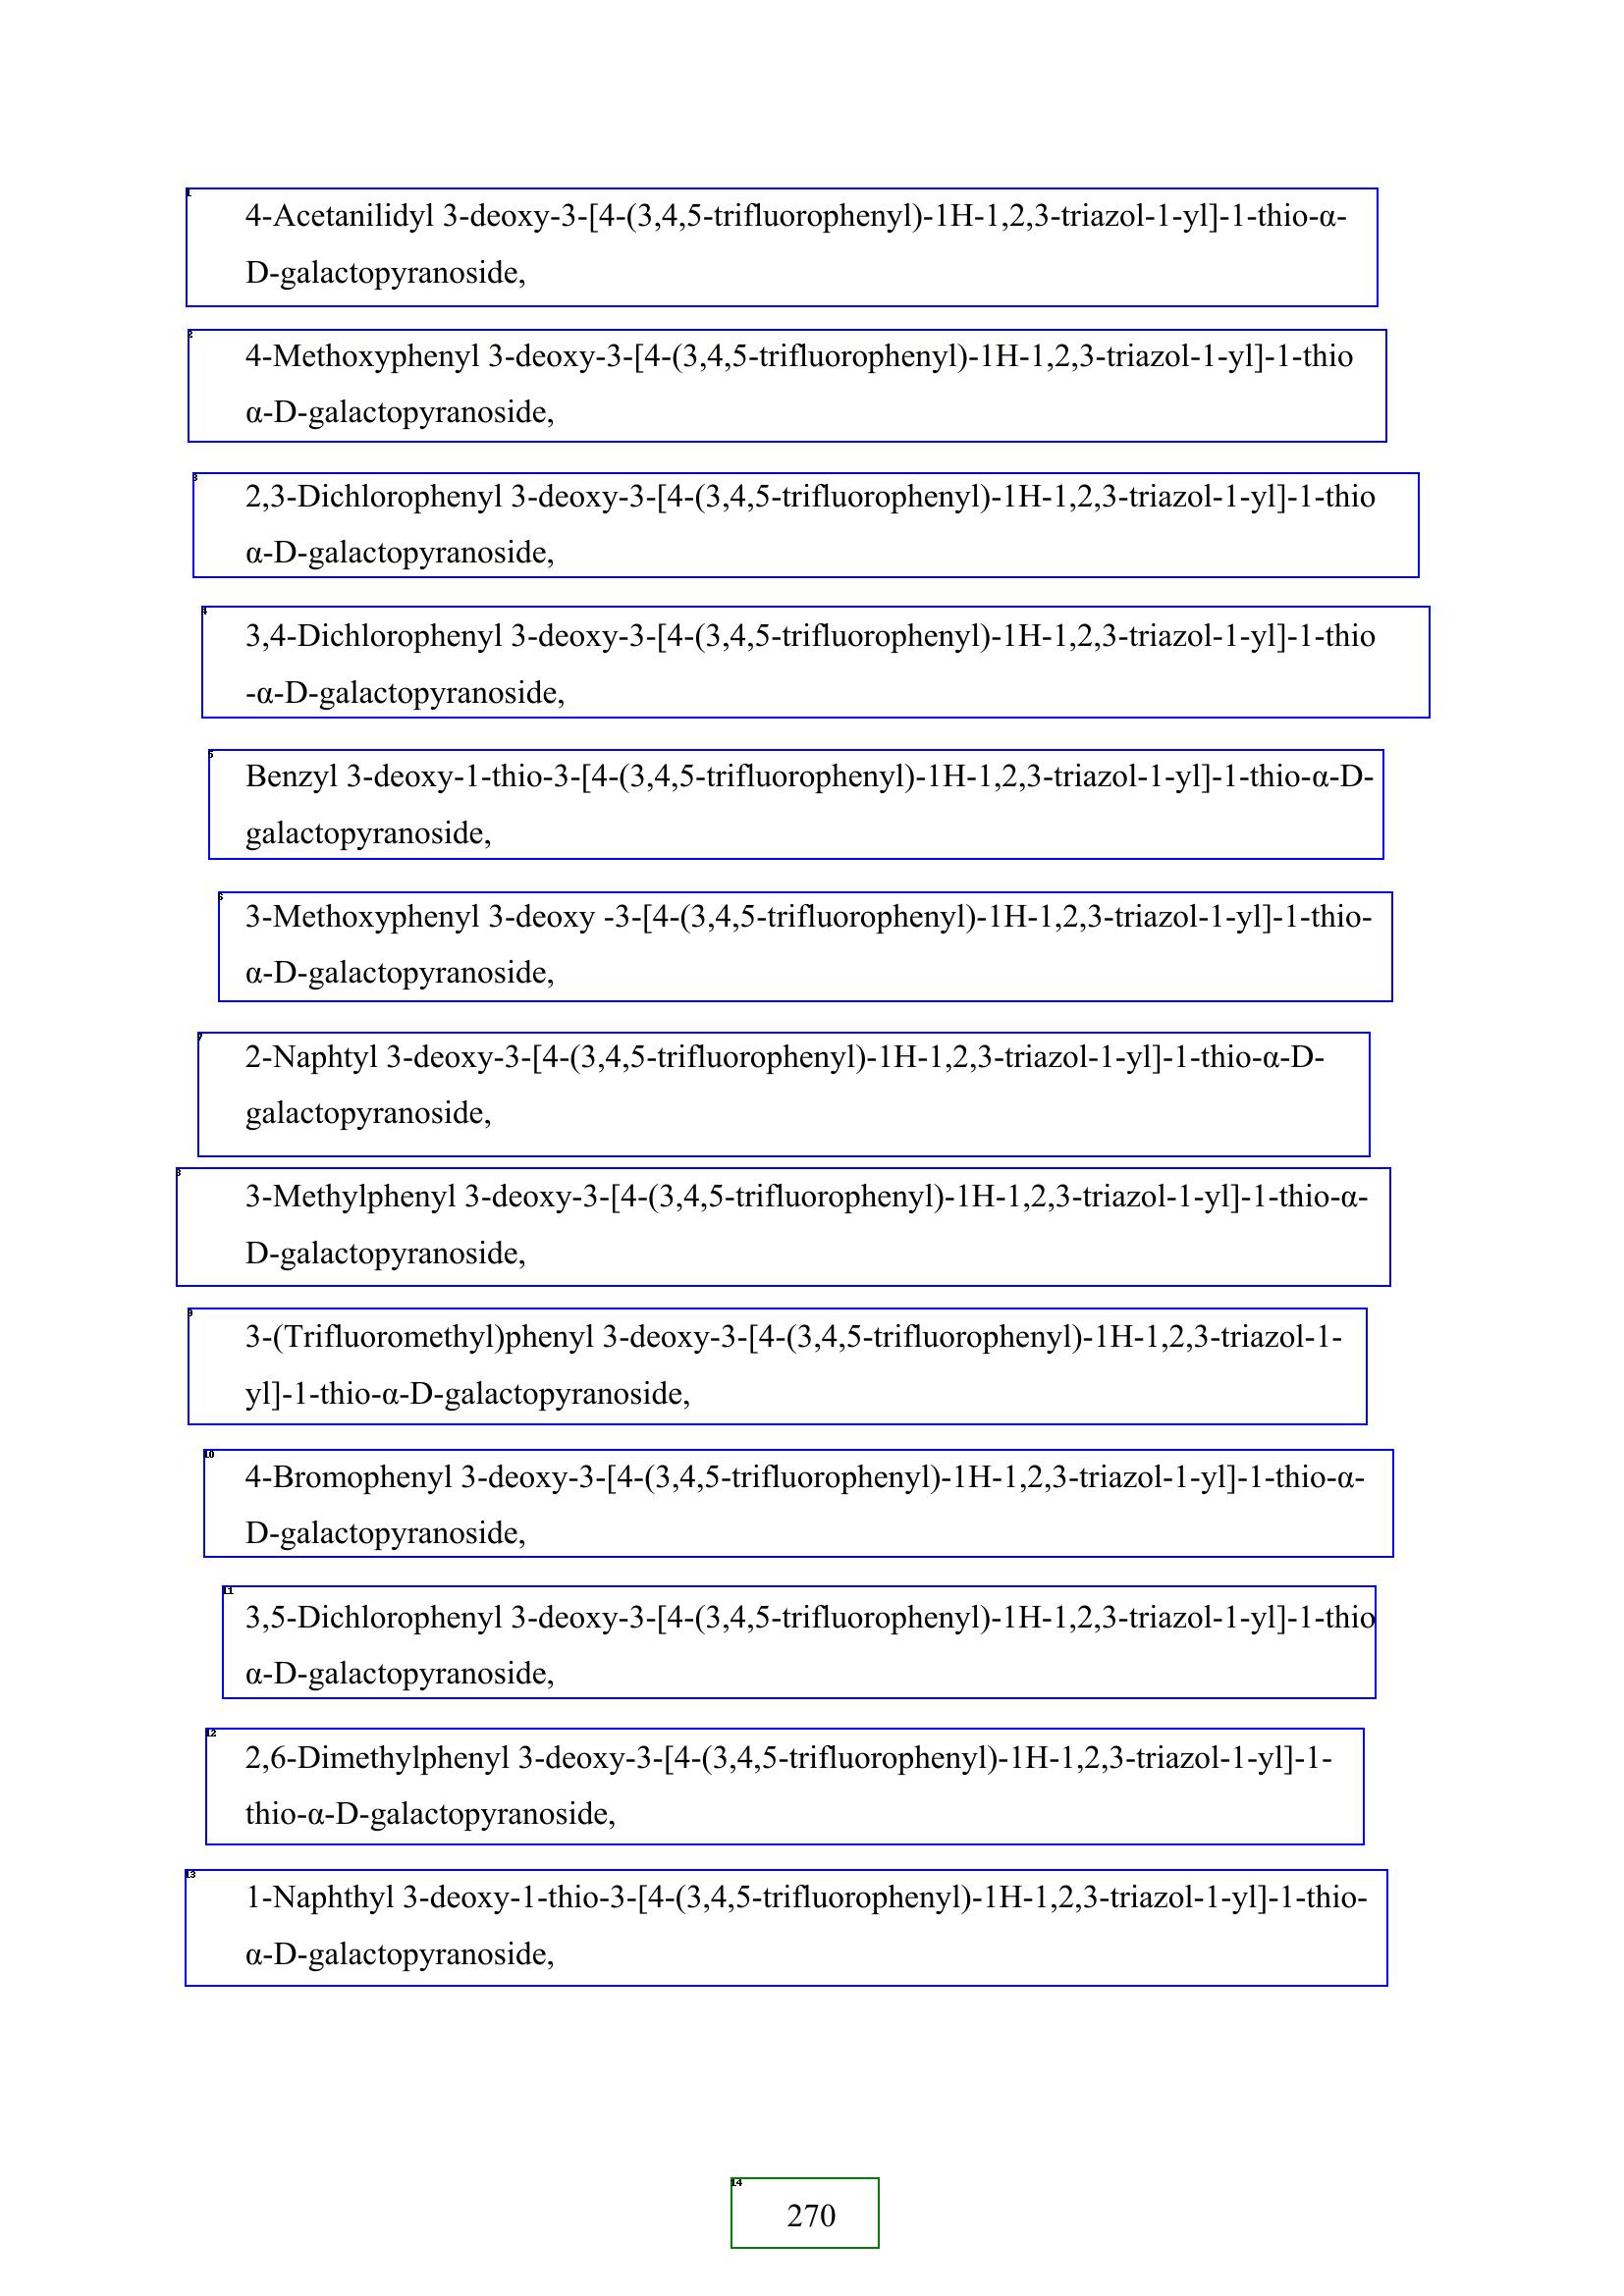 1
4-Acetanilidyl 3-deoxy-3-[4-(3,4,5-trifluorophenyl)-1H-1,2,3-triazol-1-yl]-1-thio-α-
D-galactopyranoside,
2
4-Methoxyphenyl 3-deoxy-3-[4-(3,4,5-trifluorophenyl)-1H-1,2,3-triazol-1-yl]-1-thio
α-D-galactopyranoside,
3
2,3-Dichlorophenyl 3-deoxy-3-[4-(3,4,5-trifluorophenyl)-1H-1,2,3-triazol-1-yl]-1-thio
α-D-galactopyranoside,
4
3,4-Dichlorophenyl 3-deoxy-3-[4-(3,4,5-trifluorophenyl)-1H-1,2,3-triazol-1-yl]-1-thio
-α-D-galactopyranoside,
5
Benzyl 3-deoxy-1-thio-3-[4-(3,4,5-trifluorophenyl)-1H-1,2,3-triazol-1-yl]-1-thio-α-D-
galactopyranoside,
6
3-Methoxyphenyl 3-deoxy -3-[4-(3,4,5-trifluorophenyl)-1H-1,2,3-triazol-1-yl]-1-thio-
α-D-galactopyranoside,
7
2-Naphtyl 3-deoxy-3-[4-(3,4,5-trifluorophenyl)-1H-1,2,3-triazol-1-yl]-1-thio-α-D-
galactopyranoside,
8
3-Methylphenyl 3-deoxy-3-[4-(3,4,5-trifluorophenyl)-1H-1,2,3-triazol-1-yl]-1-thio-α-
D-galactopyranoside,
9
3-(Trifluoromethyl)phenyl 3-deoxy-3-[4-(3,4,5-trifluorophenyl)-1H-1,2,3-triazol-1-
yl]-1-thio-α-D-galactopyranoside,
10
4-Bromophenyl 3-deoxy-3-[4-(3,4,5-trifluorophenyl)-1H-1,2,3-triazol-1-yl]-1-thio-α-
D-galactopyranoside,
11
3,5-Dichlorophenyl 3-deoxy-3-[4-(3,4,5-trifluorophenyl)-1H-1,2,3-triazol-1-yl]-1-thio
α-D-galactopyranoside,
12
2,6-Dimethylphenyl 3-deoxy-3-[4-(3,4,5-trifluorophenyl)-1H-1,2,3-triazol-1-yl]-1-
thio-α-D-galactopyranoside,
13
1-Naphthyl 3-deoxy-1-thio-3-[4-(3,4,5-trifluorophenyl)-1H-1,2,3-triazol-1-yl]-1-thio-
α-D-galactopyranoside,
14
270